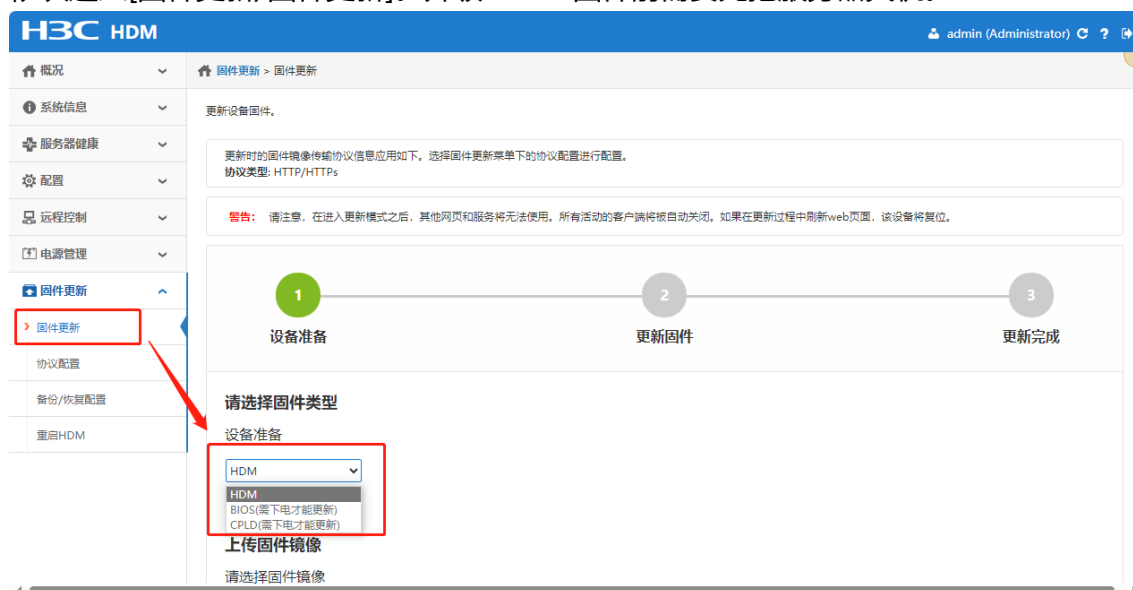 H3C HDM
admin (Administrator)
概况
固件更新 > 固件更新
系统信息
更新设备固件。
服务器健康
更新时的固件镜像传输协议信息应用如下。选择固件更新菜单下的协议配置进行配置。
协议类型: HTTP/HTTPs
配置
远程控制
警告: 请注意，在进入更新模式之后，其他网页和服务将无法使用。所有活动的客户端将被自动关闭。如果在更新过程中刷新web页面，该设备将复位。
电源管理
固件更新
1
2
3
固件更新
设备准备
更新固件
更新完成
协议配置
备份/恢复配置
请选择固件类型
重启HDM
设备准备
HDM
HDM
BIOS(需下电才能更新)
CPLD(需下电才能更新)
上传固件镜像
请选择固件镜像